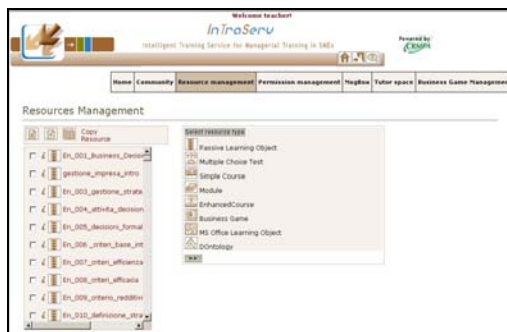 Welcome teacher!
InTraServ
Intelligent Training Service for Managerial Training in SMEs
Powered by
CRMPA
Home Community Resource management Permission management MsgBox Tutor space Business Game Managemen
Resources Management
Copy Resource
En_001_Business_Decisio
gestione_impresa_intro
En_003_gestione_strate
En_004_attivita_decision
En_005_decisioni_formal
En_006_criteri_base_int
En_007_criteri_efficienza
En_008_criteri_efficacia
En_009_criterio_redditivi
En_010_definizione_stra
Select resource type
Passive Learning Object
Multiple Choice Test
Simple Course
Module
EnhancedCourse
Business Game
MS Office Learning Object
DOntology
>>